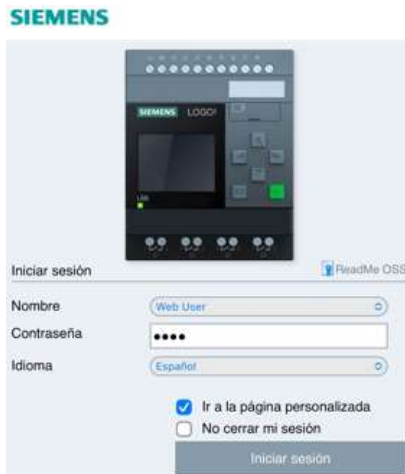 SIEMENS
SIEMENS LOGO!
Iniciar sesión
ReadMe OSS
Nombre
Web User
Contraseña
••••
Idioma
Español
Ir a la página personalizada
No cerrar mi sesión
Iniciar sesión